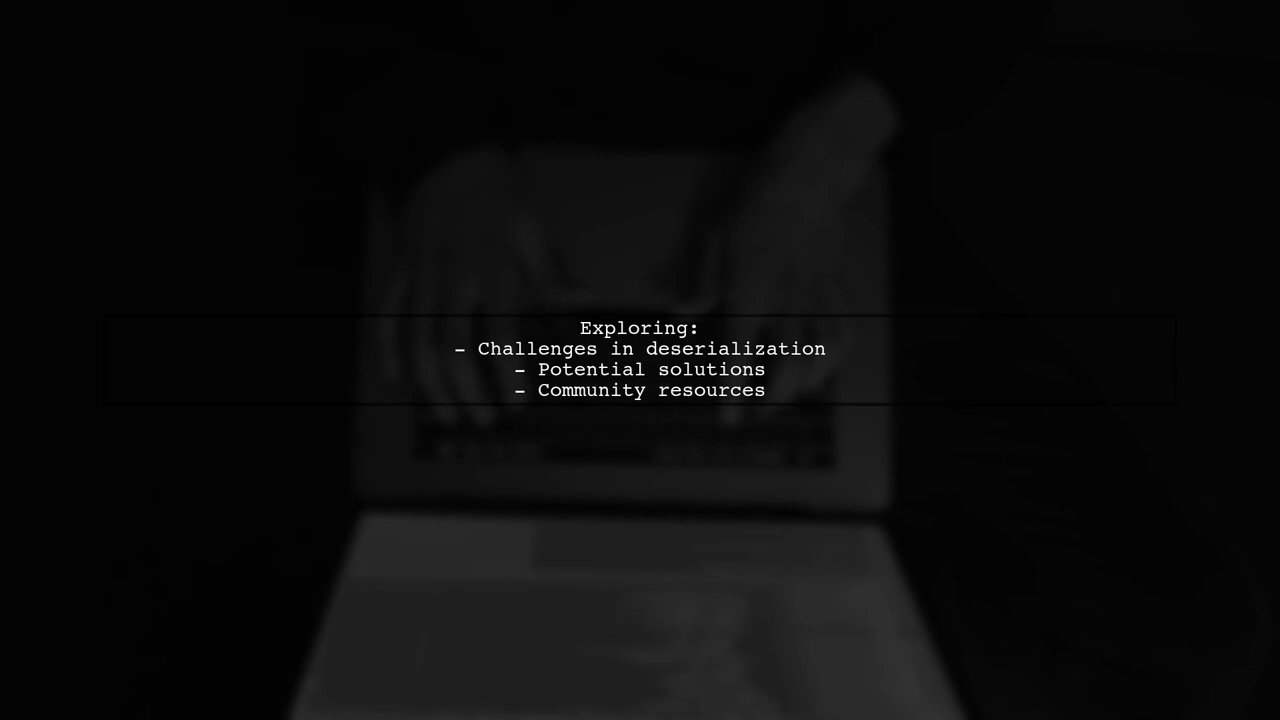 Exploring:
- Challenges in deserialization
- Potential solutions
- Community resources